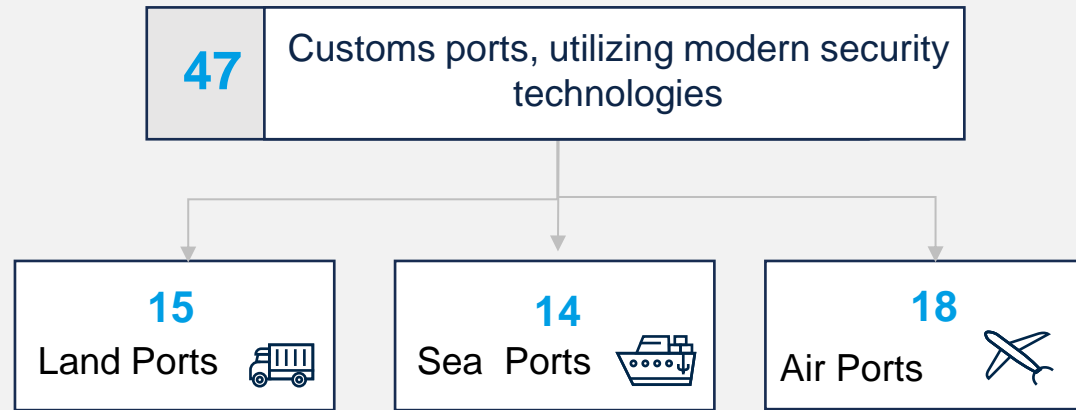 47
Customs ports, utilizing modern security
technologies
15
Land Ports
14
Sea Ports
18
Air Ports